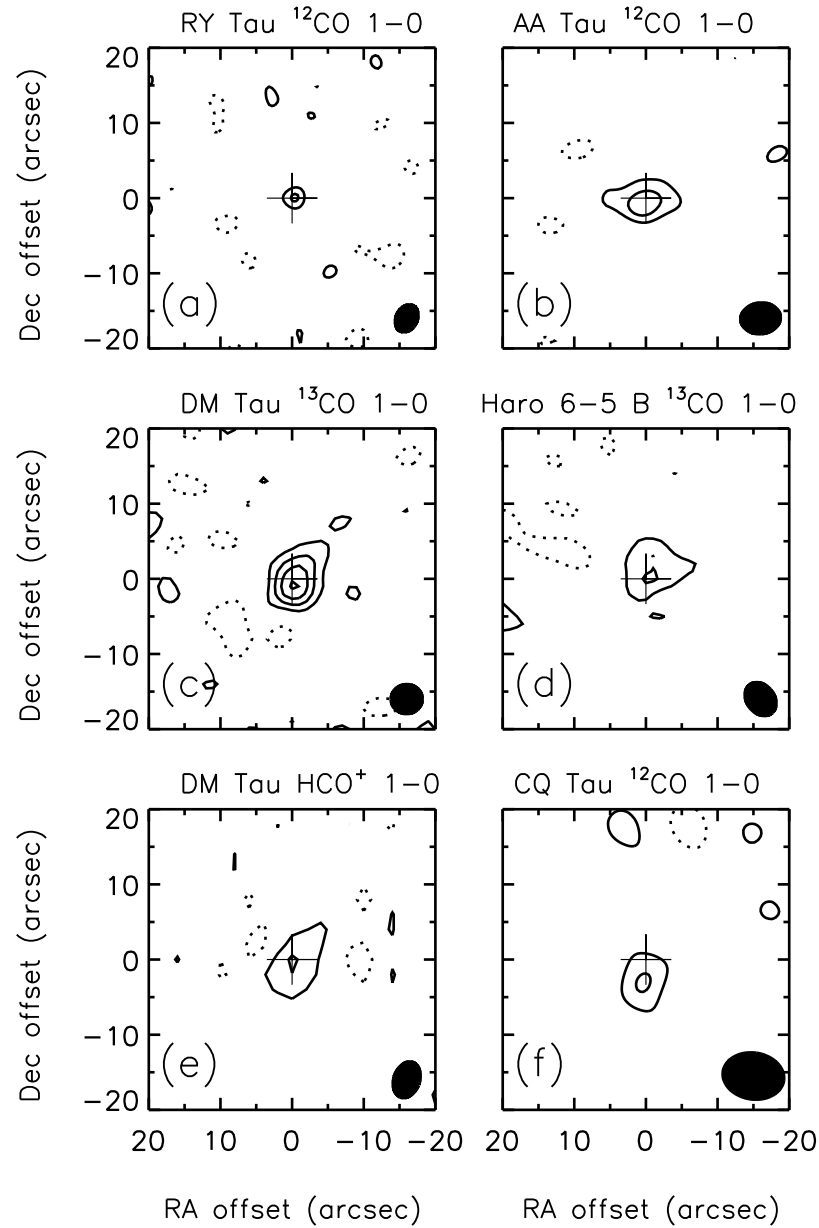 RY Tau ¹²CO 1−0
AA Tau ¹²CO 1−0
Dec offset (arcsec)
20
10
0
−10
−20
(a)
(b)
DM Tau ¹³CO 1−0
Haro 6−5 B ¹³CO 1−0
Dec offset (arcsec)
20
10
0
−10
−20
(c)
(d)
DM Tau HCO⁺ 1−0
CQ Tau ¹²CO 1−0
Dec offset (arcsec)
20
10
0
−10
−20
(e)
(f)
20 10 0 −10 −20
20 10 0 −10 −20
RA offset (arcsec)
RA offset (arcsec)